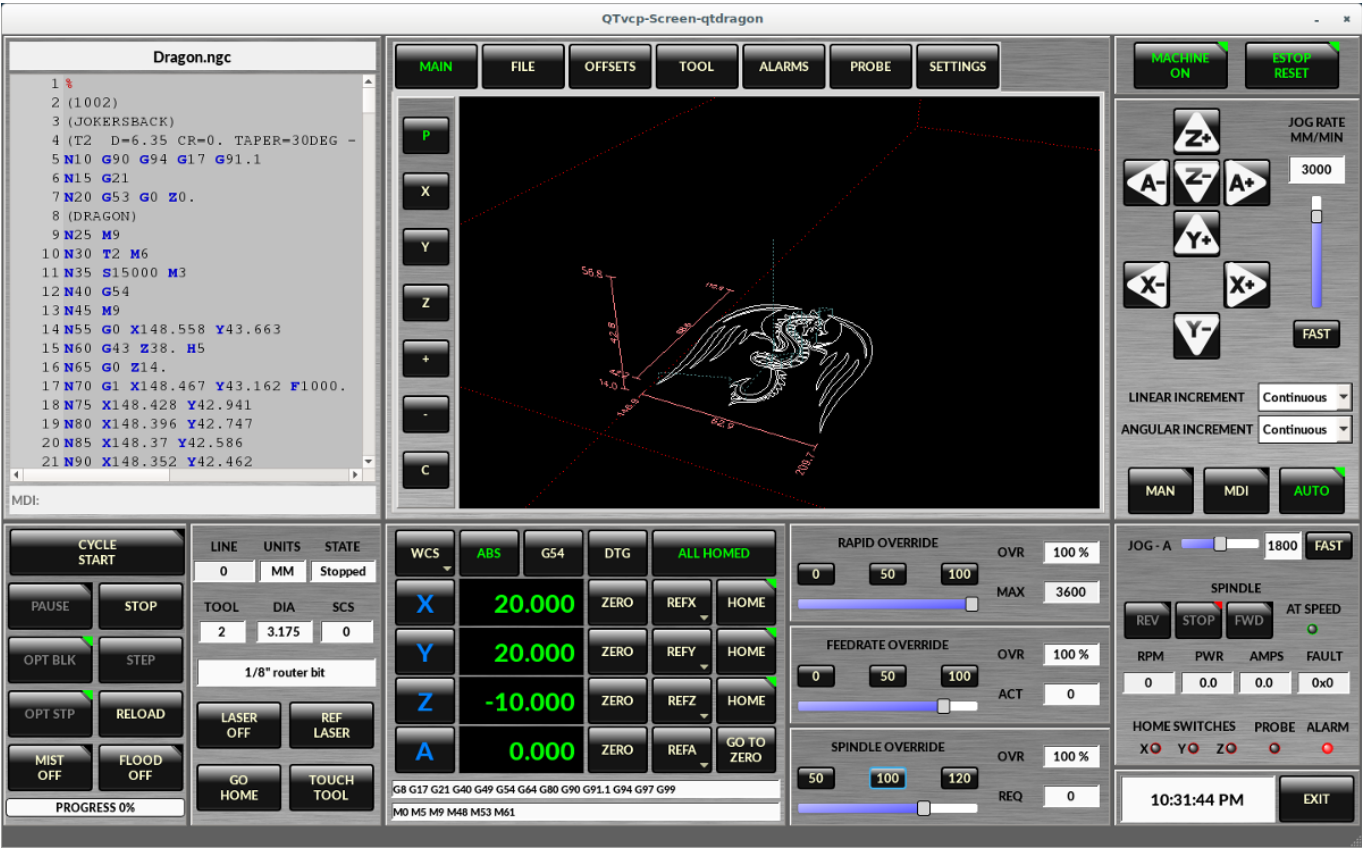 QTvcp-Screen-qtdragon
Dragon.ngc
1 %
2 (1002)
3 (JOKERSBACK)
4 (T2  D=6.35 CR=0. TAPER=30DEG -
5 N10 G90 G94 G17 G91.1
6 N15 G21
7 N20 G53 G0 Z0.
8 (DRAGON)
9 N25 M9
10 N30 T2 M6
11 N35 S15000 M3
12 N40 G54
13 N45 M9
14 N55 G0 X148.558 Y43.663
15 N60 G43 Z38. H5
16 N65 G0 Z14.
17 N70 G1 X148.467 Y43.162 F1000.
18 N75 X148.428 Y42.941
19 N80 X148.396 Y42.747
20 N85 X148.37 Y42.586
21 N90 X148.352 Y42.462
MDI:
MAIN FILE OFFSETS TOOL ALARMS PROBE SETTINGS
P
X
Y
Z
+
-
C
56.8
42.8
14.0
98.6
146.9
62.9
209.7
MACHINE
ON
ESTOP
RESET
Z+
A- Z- A+
Y+
X- X+
Y-
JOG RATE
MM/MIN
3000
FAST
LINEAR INCREMENT Continuous
ANGULAR INCREMENT Continuous
MAN MDI AUTO
CYCLE
START
PAUSE STOP
OPT BLK STEP
OPT STP RELOAD
MIST
OFF
FLOOD
OFF
PROGRESS 0%
LINE UNITS STATE
0 MM Stopped
TOOL DIA SCS
2 3.175 0
1/8" router bit
LASER
OFF
REF
LASER
GO
HOME
TOUCH
TOOL
WCS ABS G54 DTG ALL HOMED
X 20.000 ZERO REFX HOME
Y 20.000 ZERO REFY HOME
Z -10.000 ZERO REFZ HOME
A 0.000 ZERO REFA GO TO
ZERO
G8 G17 G21 G40 G49 G54 G64 G80 G90 G91.1 G94 G97 G99
M0 M5 M9 M48 M53 M61
RAPID OVERRIDE OVR 100 %
0 50 100 MAX 3600
FEEDRATE OVERRIDE OVR 100 %
0 50 100 ACT 0
SPINDLE OVERRIDE OVR 100 %
50 100 120 REQ 0
JOG - A 1800 FAST
SPINDLE
REV STOP FWD AT SPEED
RPM PWR AMPS FAULT
0 0.0 0.0 0x0
HOME SWITCHES PROBE ALARM
X Y Z
10:31:44 PM EXIT